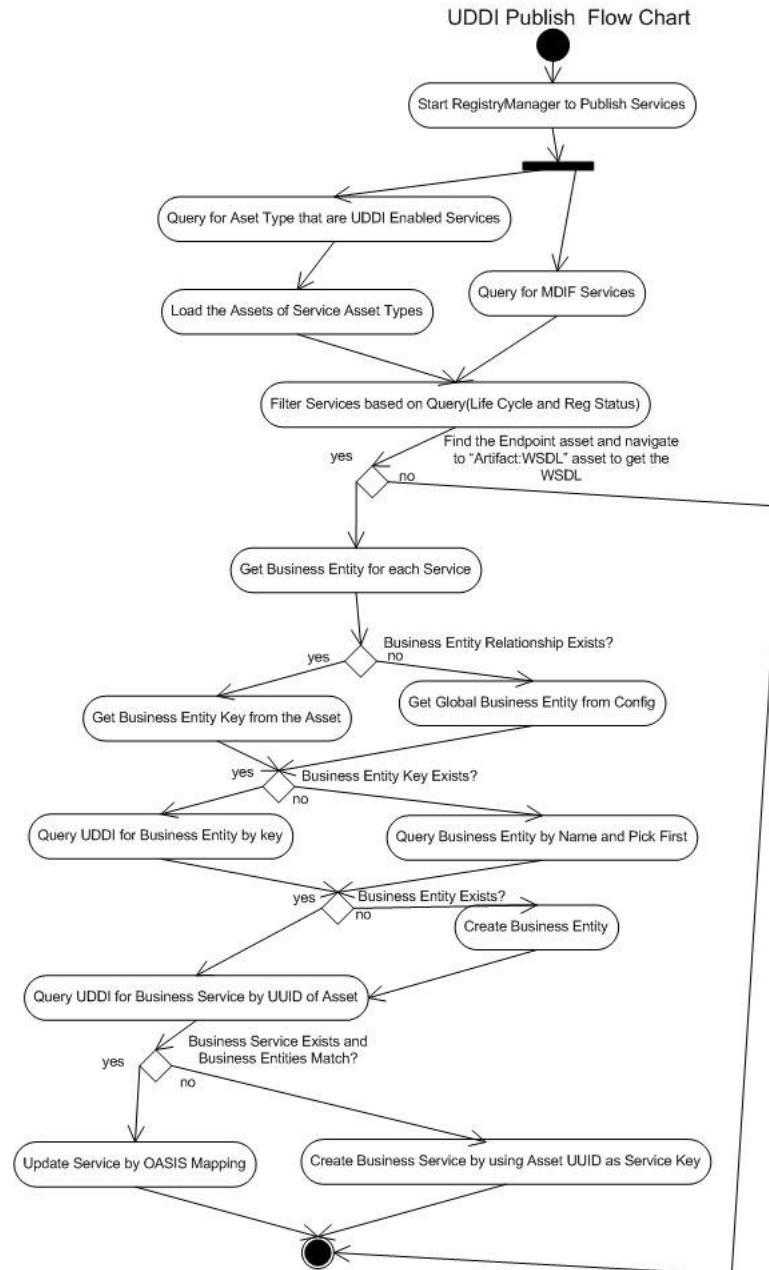 UDDI Publish Flow Chart
Start RegistryManager to Publish Services
Query for Aset Type that are UDDI Enabled Services
Load the Assets of Service Asset Types
Query for MDIF Services
Filter Services based on Query(Life Cycle and Reg Status)
Find the Endpoint asset and navigate
to “Artifact:WSDL” asset to get the
WSDL
yes
no
Get Business Entity for each Service
Business Entity Relationship Exists?
yes
no
Get Business Entity Key from the Asset
Get Global Business Entity from Config
Business Entity Key Exists?
yes
no
Query UDDI for Business Entity by key
Query Business Entity by Name and Pick First
Business Entity Exists?
yes
no
Create Business Entity
Query UDDI for Business Service by UUID of Asset
Business Service Exists and
Business Entities Match?
yes
no
Update Service by OASIS Mapping
Create Business Service by using Asset UUID as Service Key